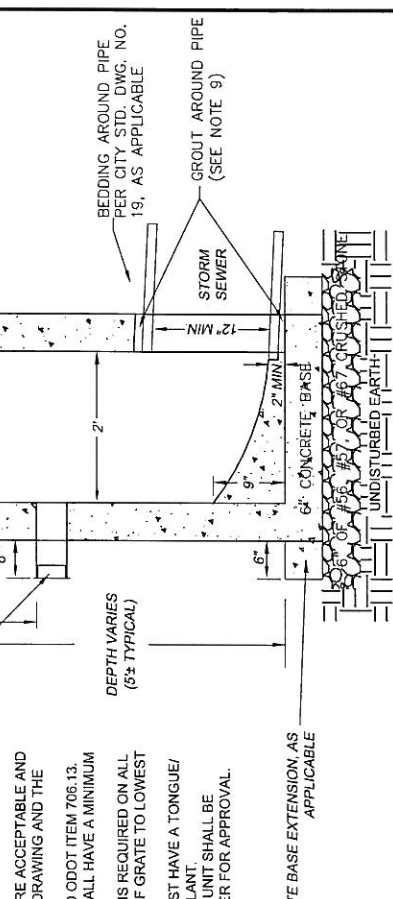 RE ACCEPTABLE AND
DRAWING AND THE
O ODOT ITEM 706.13.
ALL HAVE A MINIMUM
IS REQUIRED ON ALL
F GRATE TO LOWEST
ST HAVE A TONGUE/
LANT.
UNIT SHALL BE
ER FOR APPROVAL.
TE BASE EXTENSION, AS
APPLICABLE
DEPTH VARIES
(5'± TYPICAL)
6"
6"
2'
9"
2" MIN.
6" CONCRETE BASE
12" MIN.
STORM
SEWER
BEDDING AROUND PIPE
PER CITY STD. DWG. NO.
19, AS APPLICABLE
GROUT AROUND PIPE
(SEE NOTE 9)
6" OF #56, #57, OR #67 CRUSHED STONE
UNDISTURBED EARTH